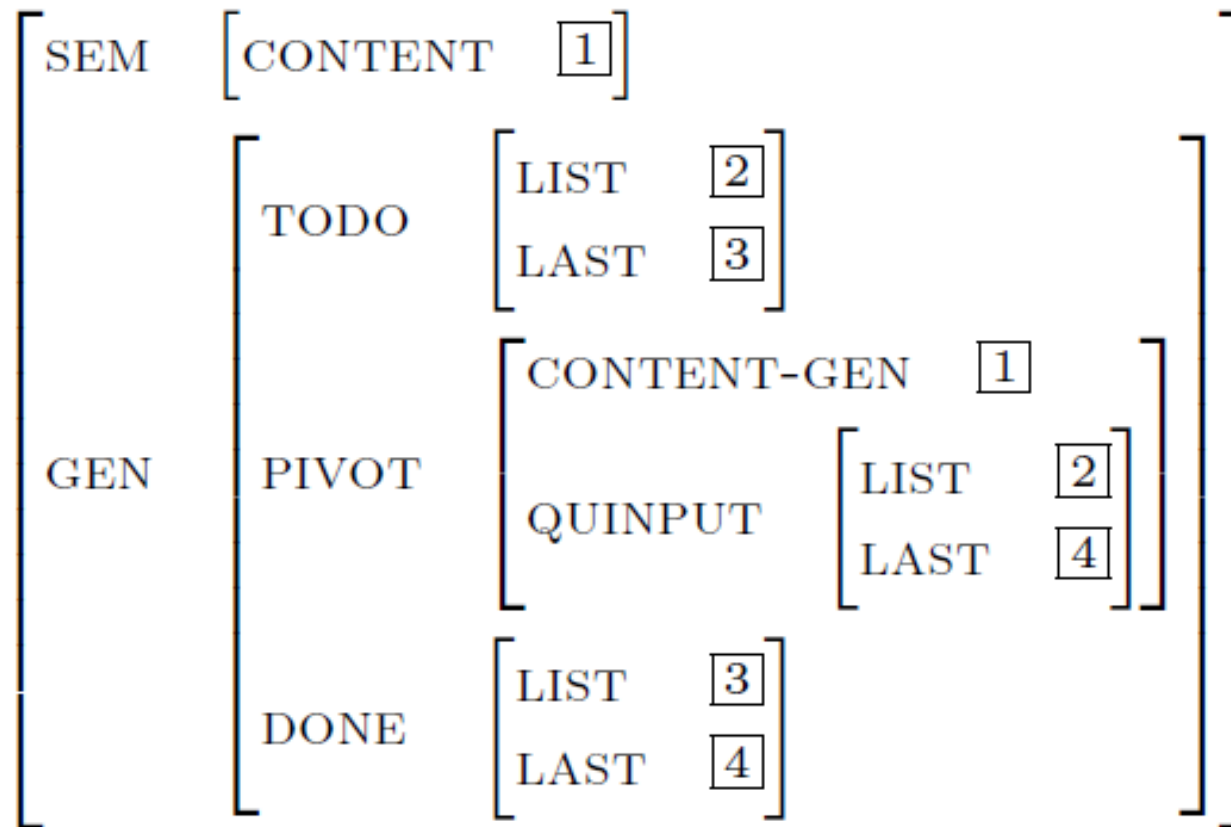 SEM CONTENT 1
LIST 2
TODO
LAST 3
CONTENT-GEN 1
GEN PIVOT LIST 2
QUINPUT
LAST 4
LIST 3
DONE
LAST 4